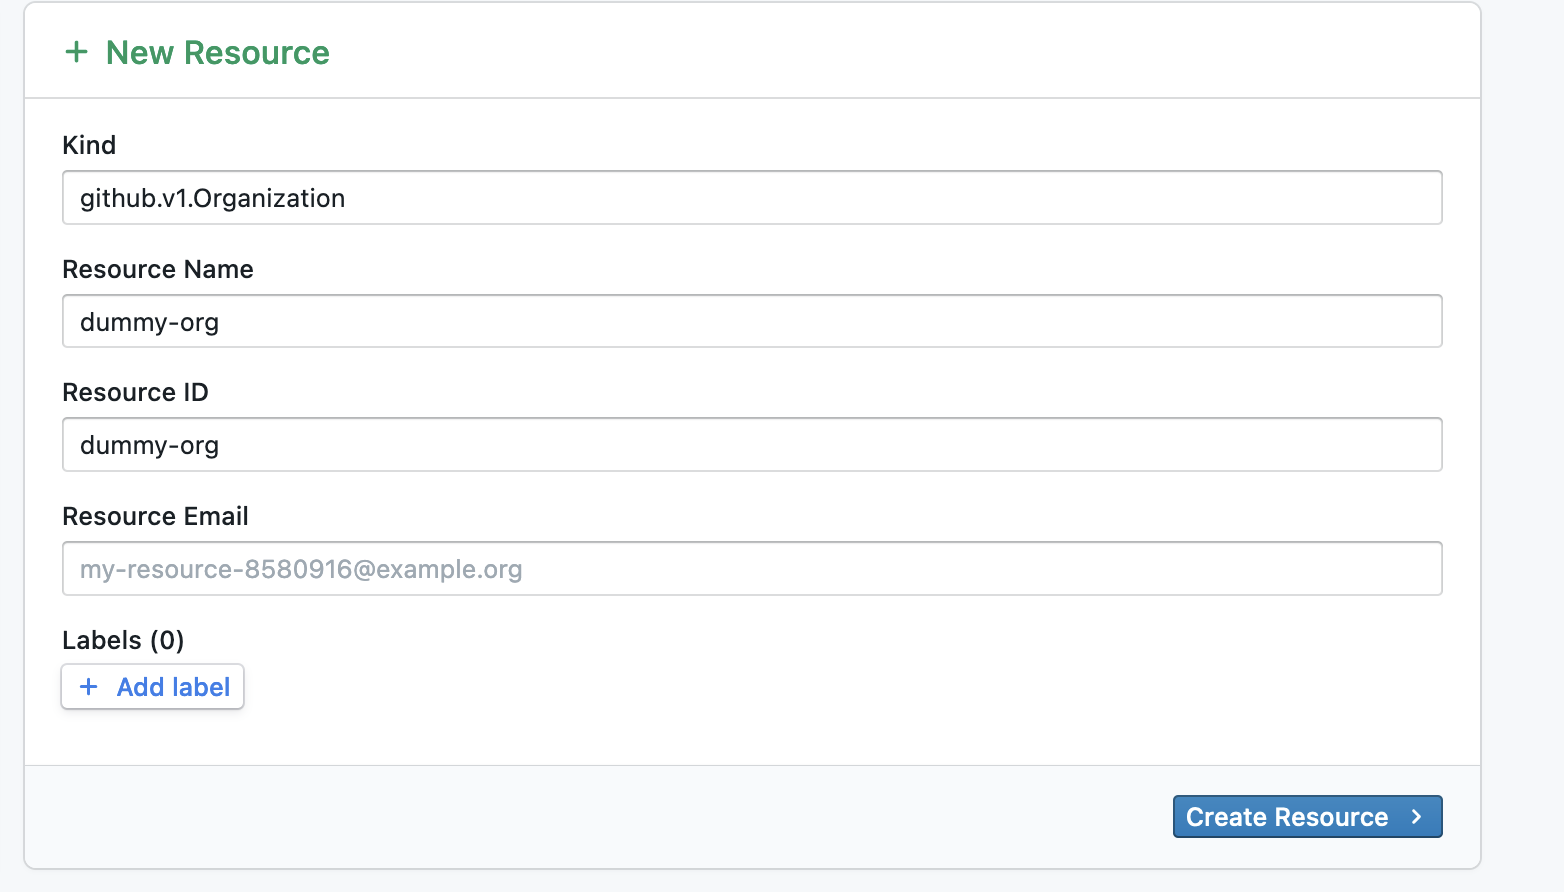 + New Resource
Kind
github.v1.Organization
Resource Name
dummy-org
Resource ID
dummy-org
Resource Email
my-resource-8580916@example.org
Labels (0)
+ Add label
Create Resource >